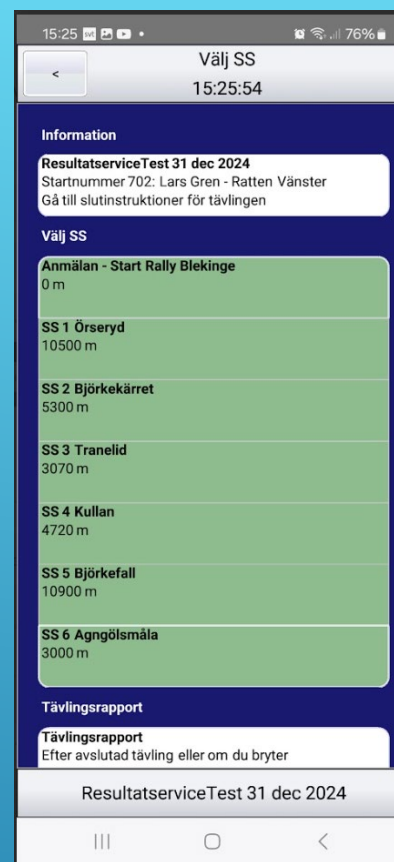 15:25 svt 76%
<
Välj SS
15:25:54
Information
ResultatserviceTest 31 dec 2024
Startnummer 702: Lars Gren - Ratten Vänster
Gå till slutinstruktioner för tävlingen
Välj SS
Anmälan - Start Rally Blekinge
0 m
SS 1 Örseryd
10500 m
SS 2 Björkekärret
5300 m
SS 3 Tranelid
3070 m
SS 4 Kullan
4720 m
SS 5 Björkefall
10900 m
SS 6 Agngölsmåla
3000 m
Tävlingsrapport
Tävlingsrapport
Efter avslutad tävling eller om du bryter
ResultatserviceTest 31 dec 2024